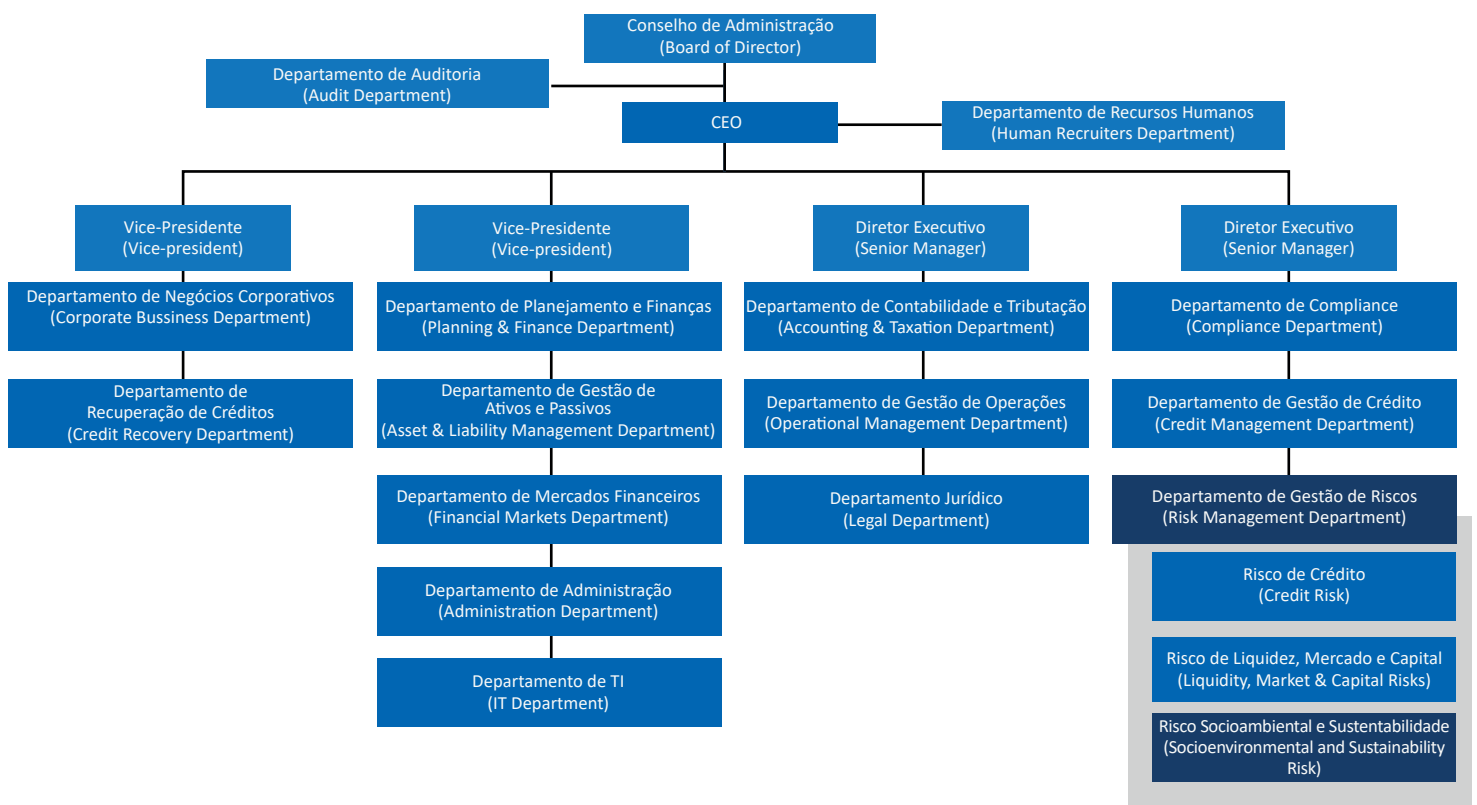 Conselho de Administração
(Board of Director)
Departamento de Auditoria
(Audit Department)
CEO
Departamento de Recursos Humanos
(Human Recruiters Department)
Vice-Presidente
(Vice-president)
Vice-Presidente
(Vice-president)
Diretor Executivo
(Senior Manager)
Diretor Executivo
(Senior Manager)
Departamento de Negócios Corporativos
(Corporate Bussiness Department)
Departamento de Planejamento e Finanças
(Planning & Finance Department)
Departamento de Contabilidade e Tributação
(Accounting & Taxation Department)
Departamento de Compliance
(Compliance Department)
Departamento de
Recuperação de Créditos
(Credit Recovery Department)
Departamento de Gestão de
Ativos e Passivos
(Asset & Liability Management Department)
Departamento de Gestão de Operações
(Operational Management Department)
Departamento de Gestão de Crédito
(Credit Management Department)
Departamento de Mercados Financeiros
(Financial Markets Department)
Departamento Jurídico
(Legal Department)
Departamento de Gestão de Riscos
(Risk Management Department)
Departamento de Administração
(Administration Department)
Risco de Crédito
(Credit Risk)
Departamento de TI
(IT Department)
Risco de Liquidez, Mercado e Capital
(Liquidity, Market & Capital Risks)
Risco Socioambiental e Sustentabilidade
(Socioenvironmental and Sustainability
Risk)